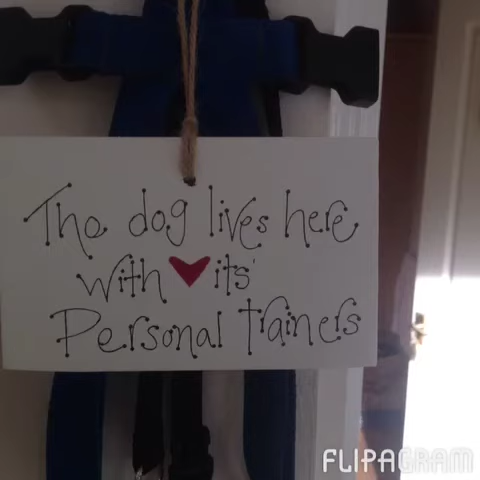 The dog lives here
with its'
Personal trainers
FLIPAGRAM